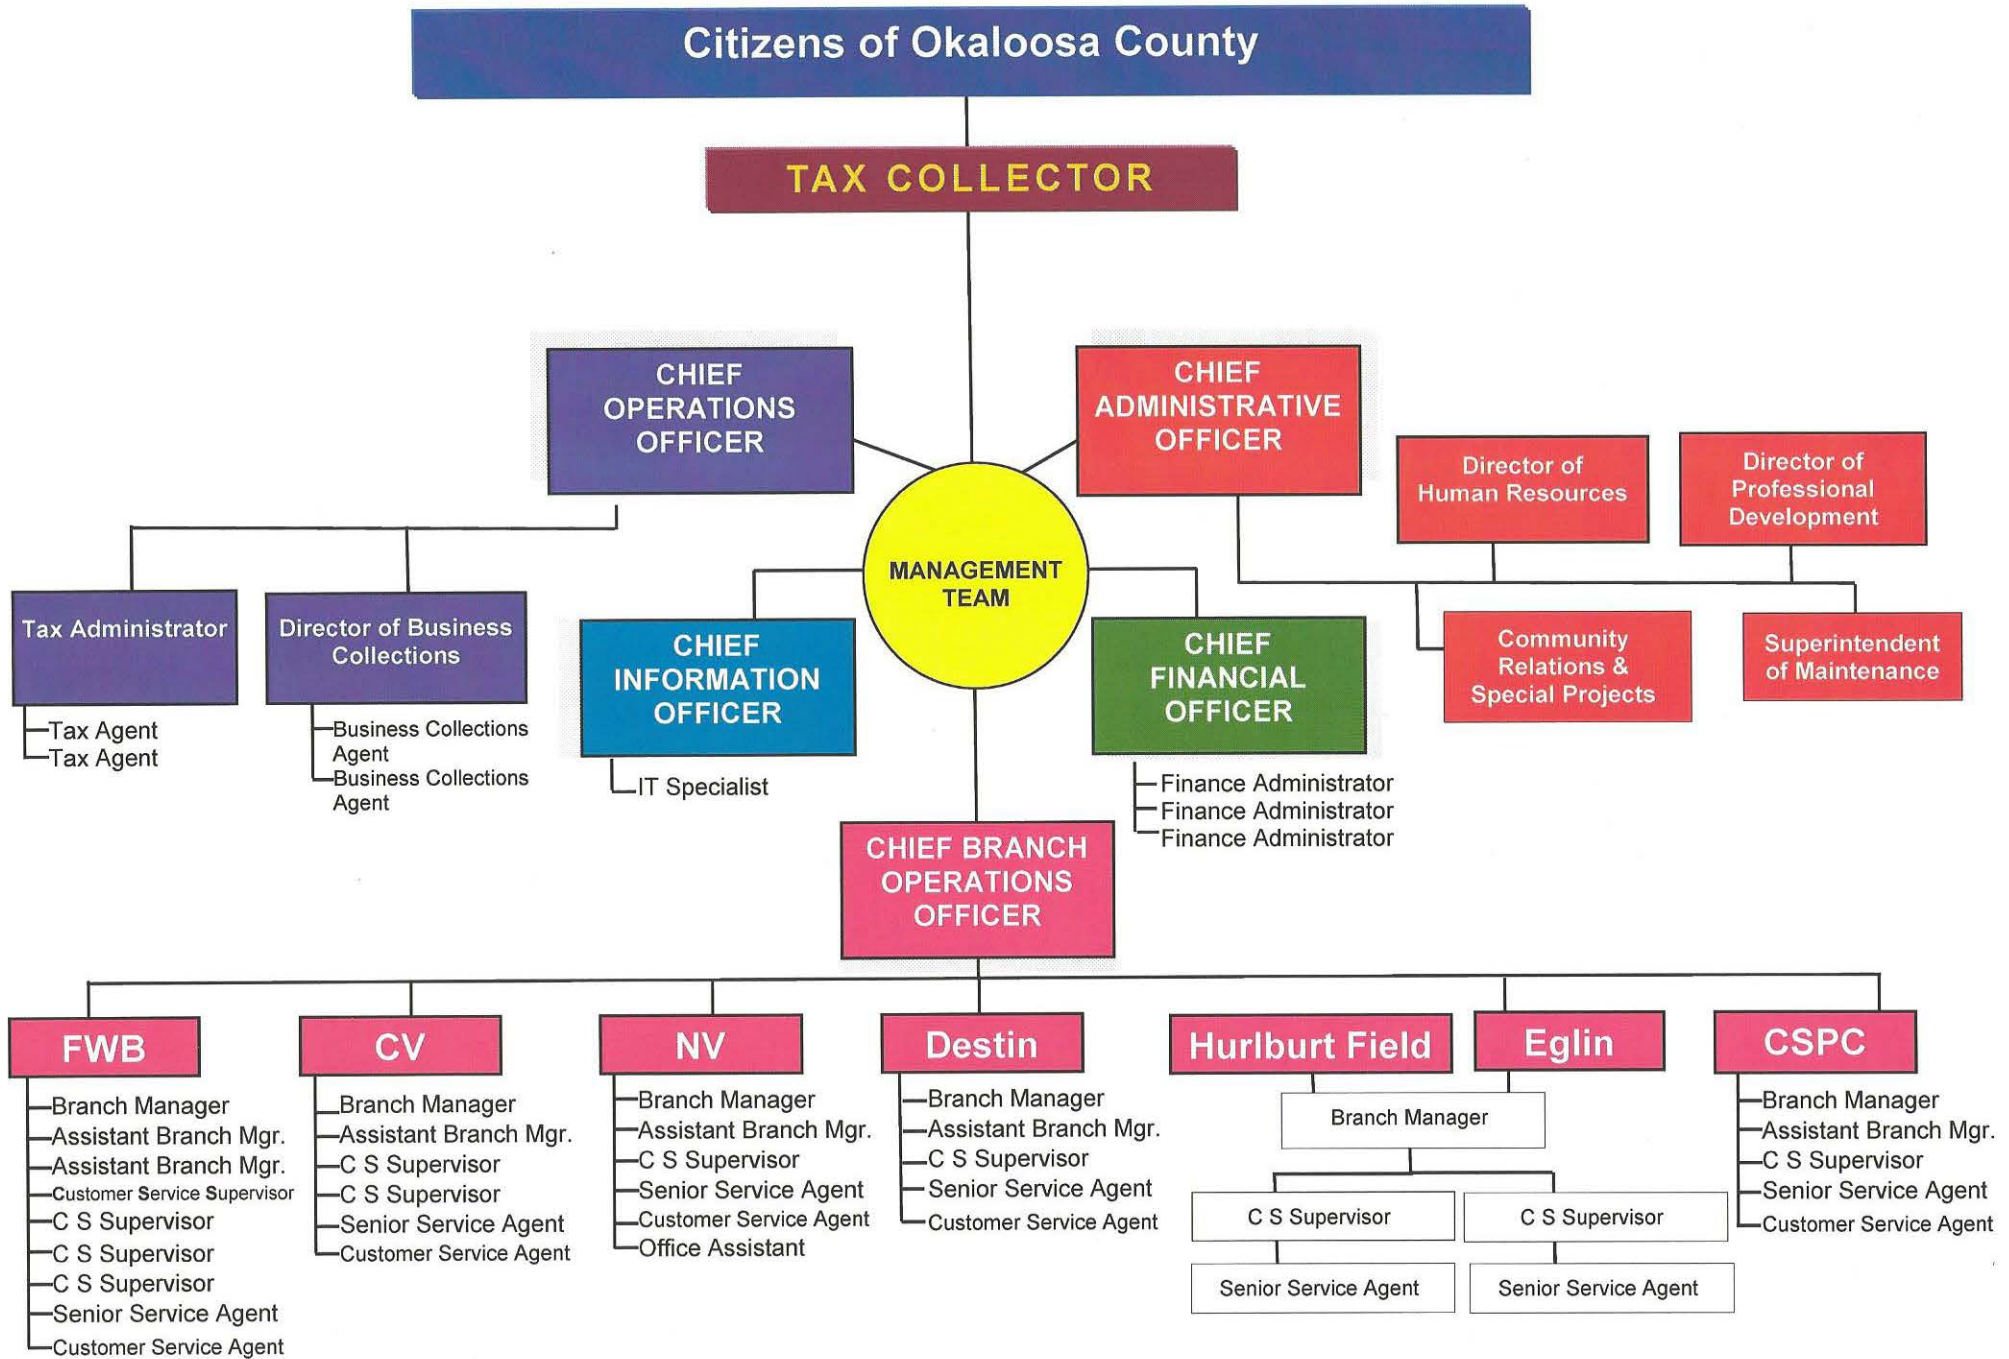 Citizens of Okaloosa County
TAX COLLECTOR
CHIEF
OPERATIONS
OFFICER
CHIEF
ADMINISTRATIVE
OFFICER
Director of
Human Resources
Director of
Professional
Development
MANAGEMENT
TEAM
Tax Administrator
Tax Agent
Tax Agent
Director of Business
Collections
Business Collections
Agent
Business Collections
Agent
CHIEF
INFORMATION
OFFICER
IT Specialist
CHIEF
FINANCIAL
OFFICER
Finance Administrator
Finance Administrator
Finance Administrator
Community
Relations &
Special Projects
Superintendent
of Maintenance
CHIEF BRANCH
OPERATIONS
OFFICER
FWB
Branch Manager
Assistant Branch Mgr.
Assistant Branch Mgr.
Customer Service Supervisor
C S Supervisor
C S Supervisor
C S Supervisor
Senior Service Agent
Customer Service Agent
CV
Branch Manager
Assistant Branch Mgr.
C S Supervisor
C S Supervisor
Senior Service Agent
Customer Service Agent
NV
Branch Manager
Assistant Branch Mgr.
C S Supervisor
Senior Service Agent
Customer Service Agent
Office Assistant
Destin
Branch Manager
Assistant Branch Mgr.
C S Supervisor
Senior Service Agent
Customer Service Agent
Hurlburt Field
Eglin
Branch Manager
C S Supervisor
C S Supervisor
Senior Service Agent
Senior Service Agent
CSPC
Branch Manager
Assistant Branch Mgr.
C S Supervisor
Senior Service Agent
Customer Service Agent